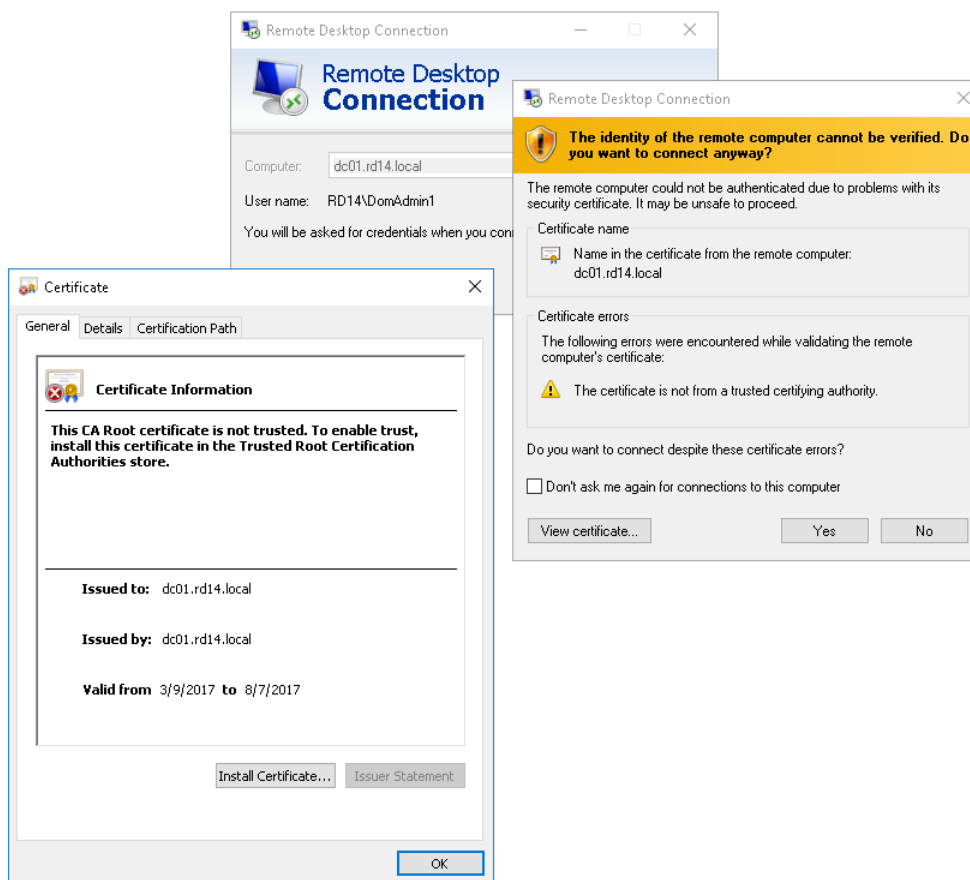 Remote Desktop Connection
Remote Desktop
Connection
Computer: dc01.rd14.local
User name: RD14\DomAdmin1
You will be asked for credentials when you con
Remote Desktop Connection
The identity of the remote computer cannot be verified. Do
you want to connect anyway?
The remote computer could not be authenticated due to problems with its
security certificate. It may be unsafe to proceed.
Certificate name
Name in the certificate from the remote computer:
dc01.rd14.local
Certificate errors
The following errors were encountered while validating the remote
computer's certificate:
The certificate is not from a trusted certifying authority.
Do you want to connect despite these certificate errors?
Don't ask me again for connections to this computer
View certificate... Yes No
Certificate
General Details Certification Path
Certificate Information
This CA Root certificate is not trusted. To enable trust,
install this certificate in the Trusted Root Certification
Authorities store.
Issued to: dc01.rd14.local
Issued by: dc01.rd14.local
Valid from 3/9/2017 to 8/7/2017
Install Certificate... Issuer Statement
OK